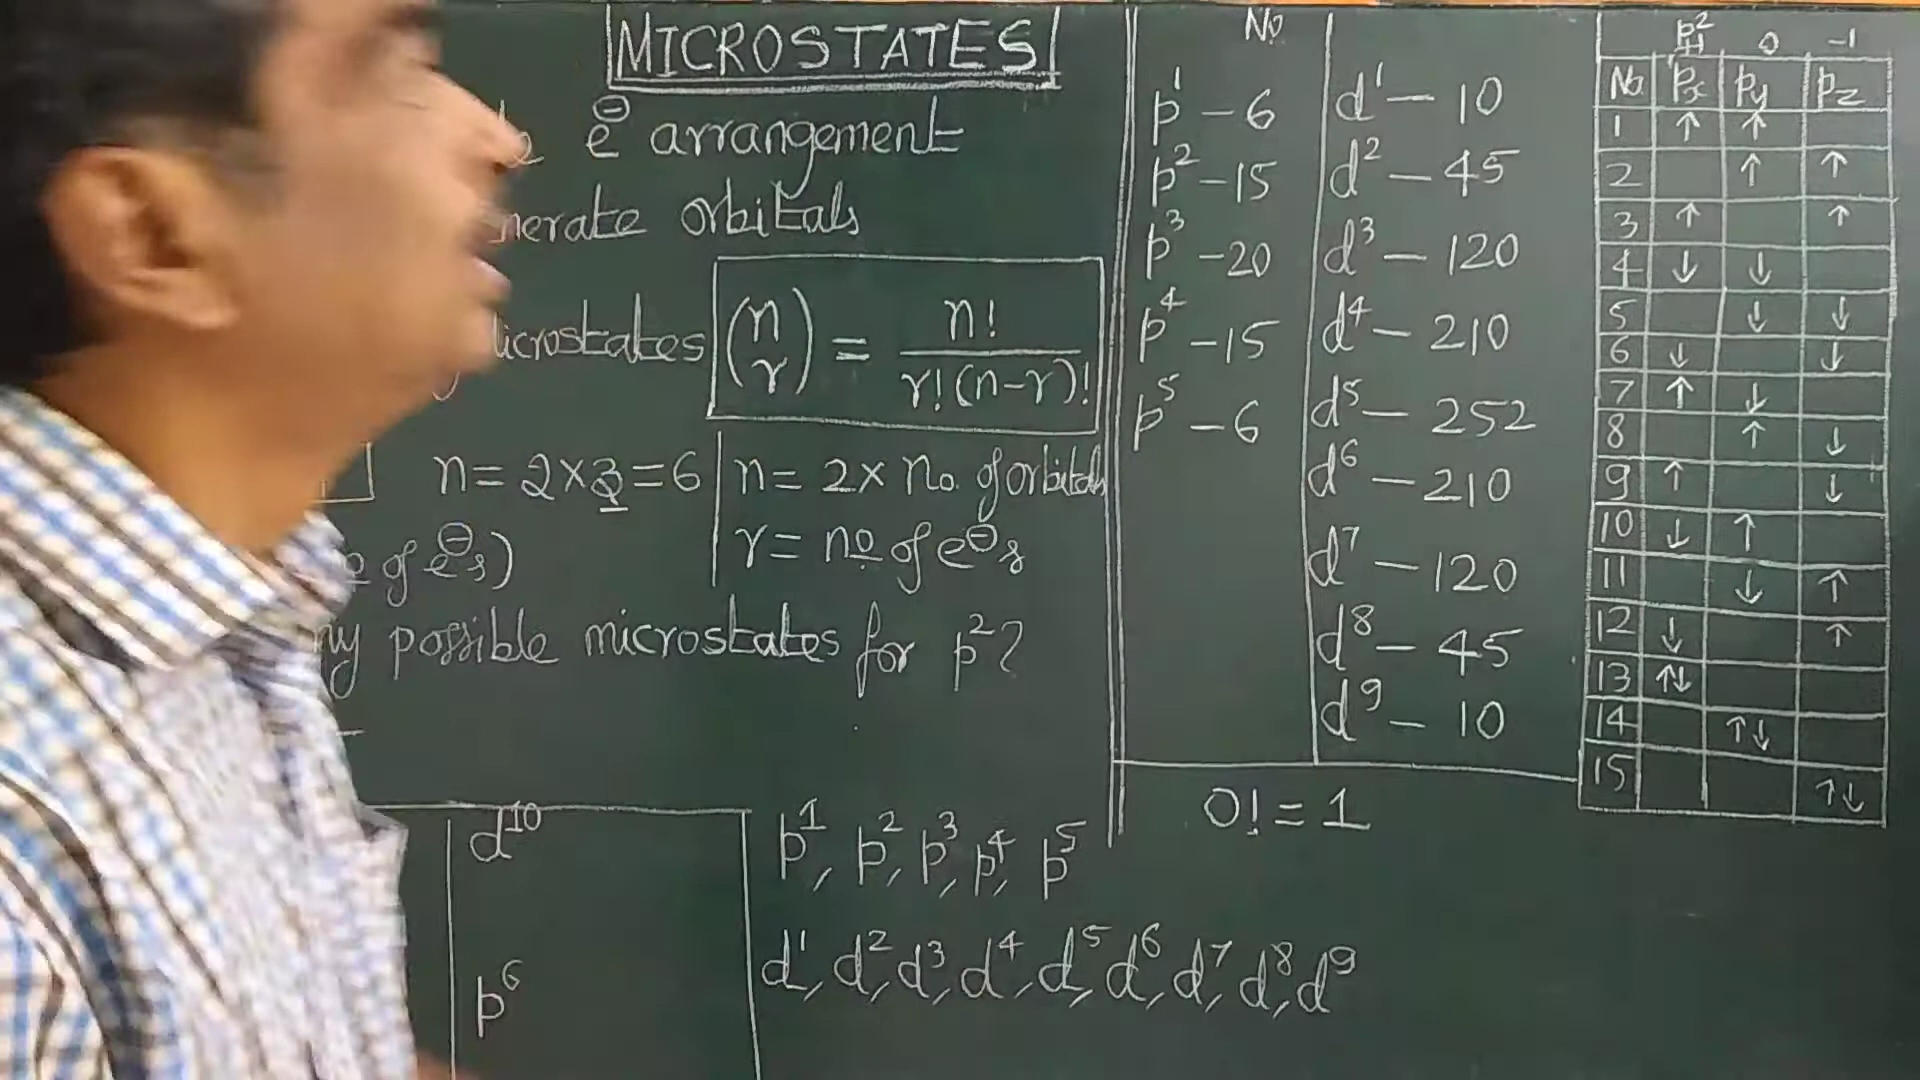 MICROSTATES
e⊖ arrangement
nerate orbitals
icrostates (n r) = n! / r!(n-r)!
n = 2×3 = 6
n = 2 × no. of orbitals
of e⊖s)
r = no of e⊖s
ny possible microstates for p²?
d¹⁰
p⁶
p¹, p², p³, p⁴, p⁵
d¹, d², d³, d⁴, d⁵, d⁶, d⁷, d⁸, d⁹
No
p¹ – 6
p² – 15
p³ – 20
p⁴ – 15
p⁵ – 6
d¹ – 10
d² – 45
d³ – 120
d⁴ – 210
d⁵ – 252
d⁶ – 210
d⁷ – 120
d⁸ – 45
d⁹ – 10
0! = 1
p²
+1 0 -1
No. px py pz
1 ↑ ↑
2 ↑ ↑
3 ↑ ↑
4 ↓ ↓
5 ↓ ↓
6 ↓ ↓
7 ↑ ↓
8 ↑ ↓
9 ↑ ↓
10 ↓ ↑
11 ↓ ↑
12 ↓ ↑
13 ↑↓
14 ↑↓
15 ↑↓